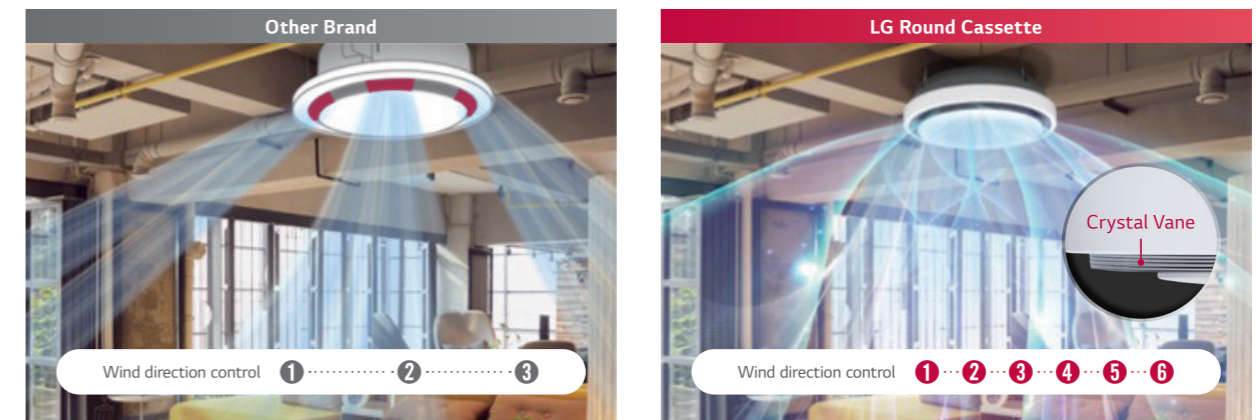 Other Brand
Wind direction control 1 2 3
LG Round Cassette
Crystal Vane
Wind direction control 1 2 3 4 5 6